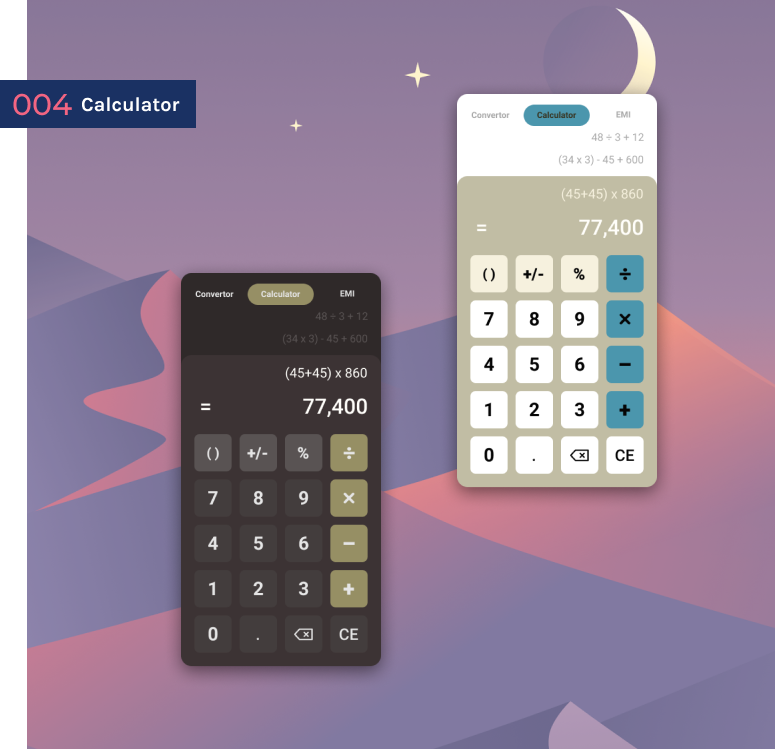 004 Calculator
Convertor Calculator EMI
48 ÷ 3 + 12
(34 x 3) - 45 + 600
(45+45) x 860
= 77,400
( ) +/- % ÷
7 8 9 ×
4 5 6 −
1 2 3 +
0 . CE
Convertor Calculator EMI
48 ÷ 3 + 12
(34 x 3) - 45 + 600
(45+45) x 860
= 77,400
( ) +/- % ÷
7 8 9 ×
4 5 6 −
1 2 3 +
0 . CE